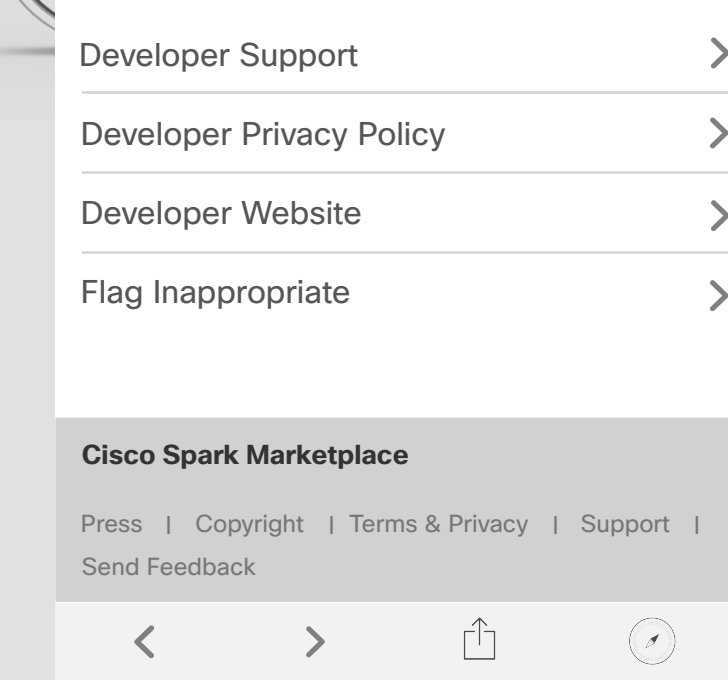 Developer Support
Developer Privacy Policy
Developer Website
Flag Inappropriate
Cisco Spark Marketplace
Press | Copyright | Terms & Privacy | Support |
Send Feedback